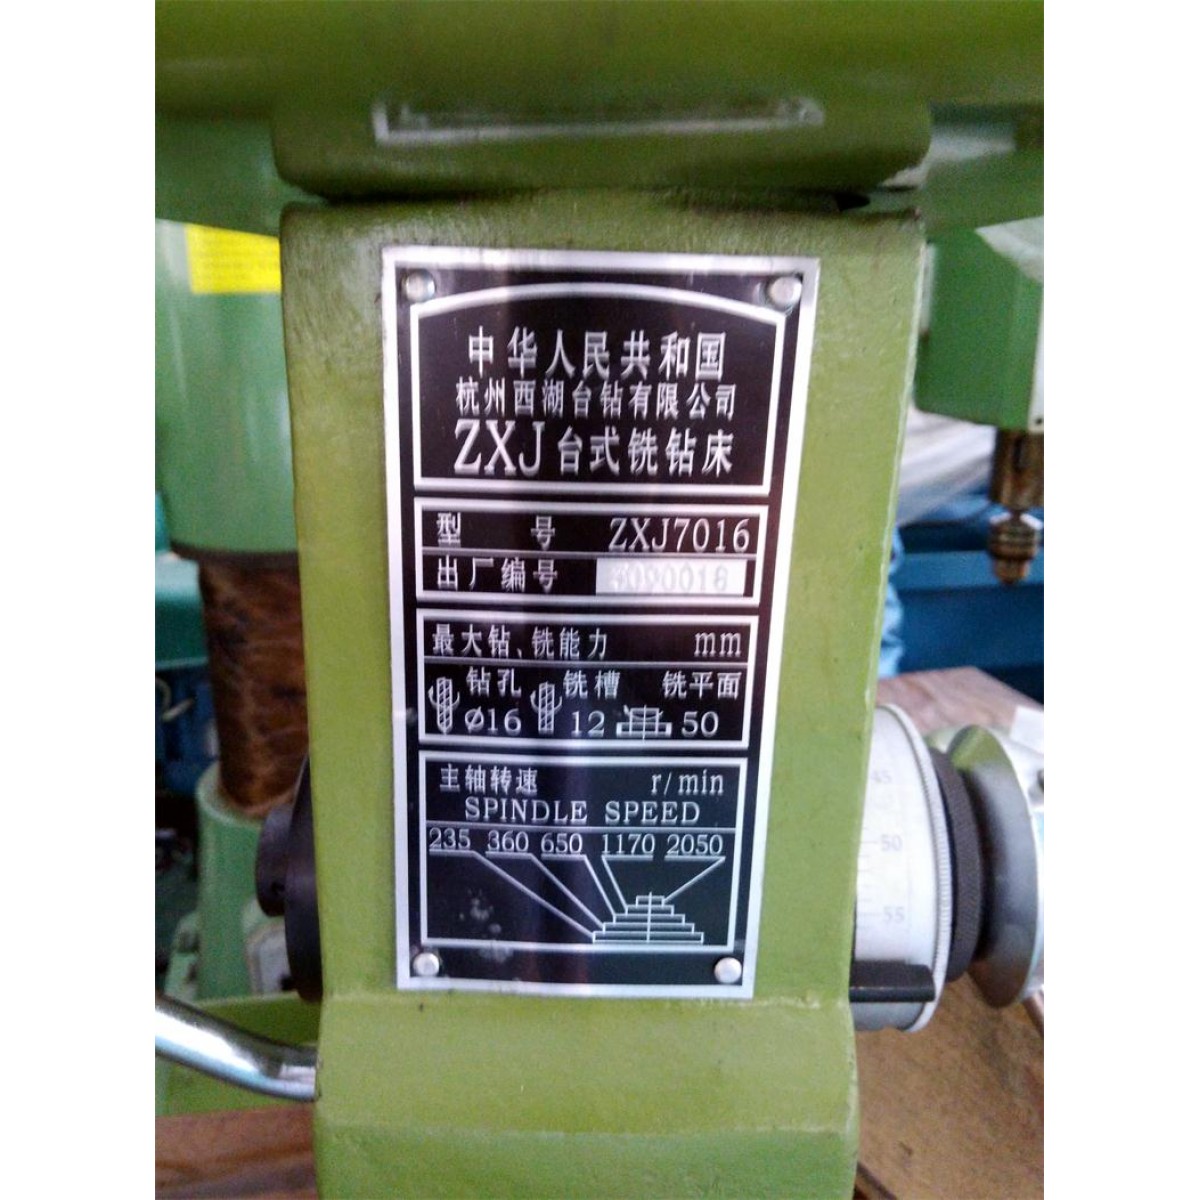 中华人民共和国
杭州西湖台钻有限公司
ZXJ台式铣钻床
型号 ZXJ7016
出厂编号
最大钻、铣能力 mm
钻孔 铣槽 铣平面
ø16 12 50
主轴转速 r/min
SPINDLE SPEED
235 360 650 1170 2050
45
50
55